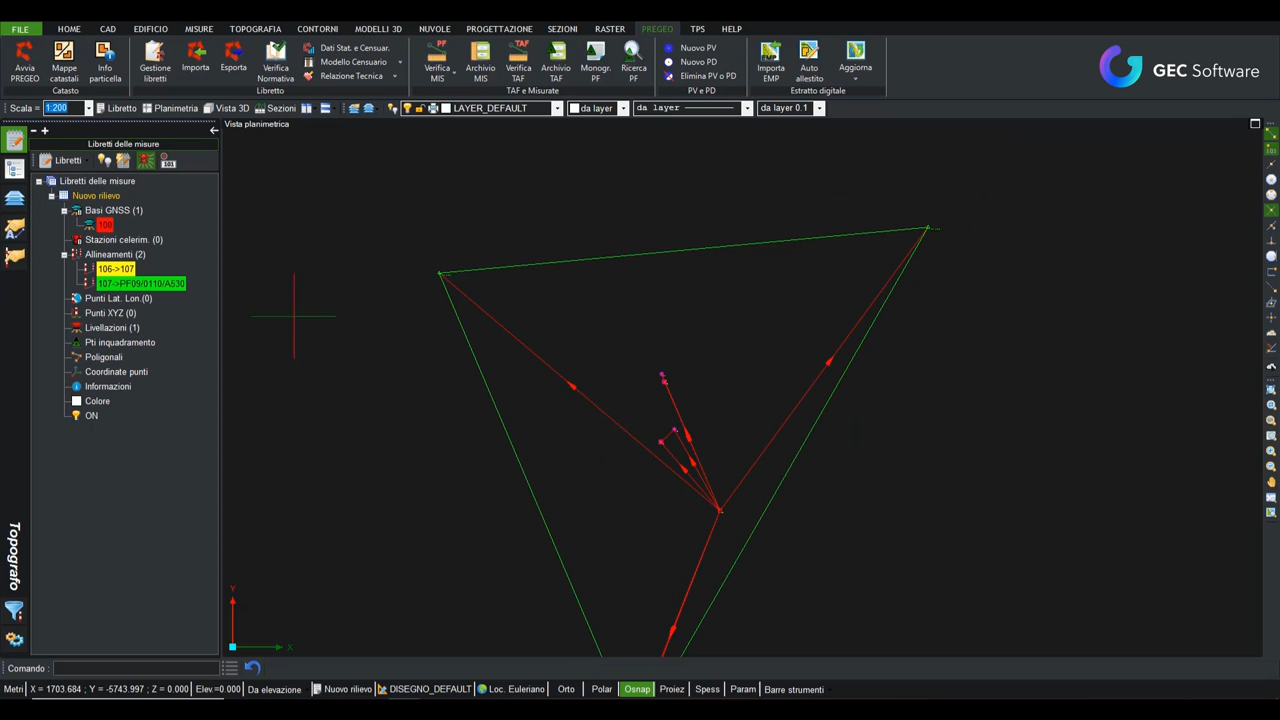 FILE HOME CAD EDIFICIO MISURE TOPOGRAFIA CONTORNI MODELLI 3D NUVOLE PROGETTAZIONE SEZIONI RASTER PREGEO TPS HELP
Avvia PREGEO
Mappe catastali
Info particella
Catasto
Gestione libretti
Importa
Esporta
Verifica Normativa
Dati Stat. e Censuar.
Modello Censuario
Relazione Tecnica
Libretto
Verifica MIS
Archivio MIS
Verifica TAF
Archivio TAF
Monogr. PF
Ricerca PF
TAF e Misurate
Nuovo PV
Nuovo PD
Elimina PV o PD
PV e PD
Importa EMP
Auto allestito
Aggiorna
Estratto digitale
GEC Software
Scala = 1:200 Libretto Planimetria Vista 3D Sezioni LAYER_DEFAULT da layer da layer da layer 0.1
Vista planimetrica
Libretti delle misure
Libretti
101
Libretti delle misure
Nuovo rilievo
Basi GNSS (1)
100
Stazioni celerim. (0)
Allineamenti (2)
106->107
107->PF09/0110/A530
Punti Lat. Lon.(0)
Punti XYZ (0)
Livellazioni (1)
Pti inquadramento
Poligonali
Coordinate punti
Informazioni
Colore
ON
Topografo
Y
X
Comando :
Metri X = 1703.684 ; Y = -5743.997 ; Z = 0.000 Elev.=0.000 Da elevazione Nuovo rilievo DISEGNO_DEFAULT Loc. Euleriano Orto Polar Osnap Proiez Spess Param Barre strumenti